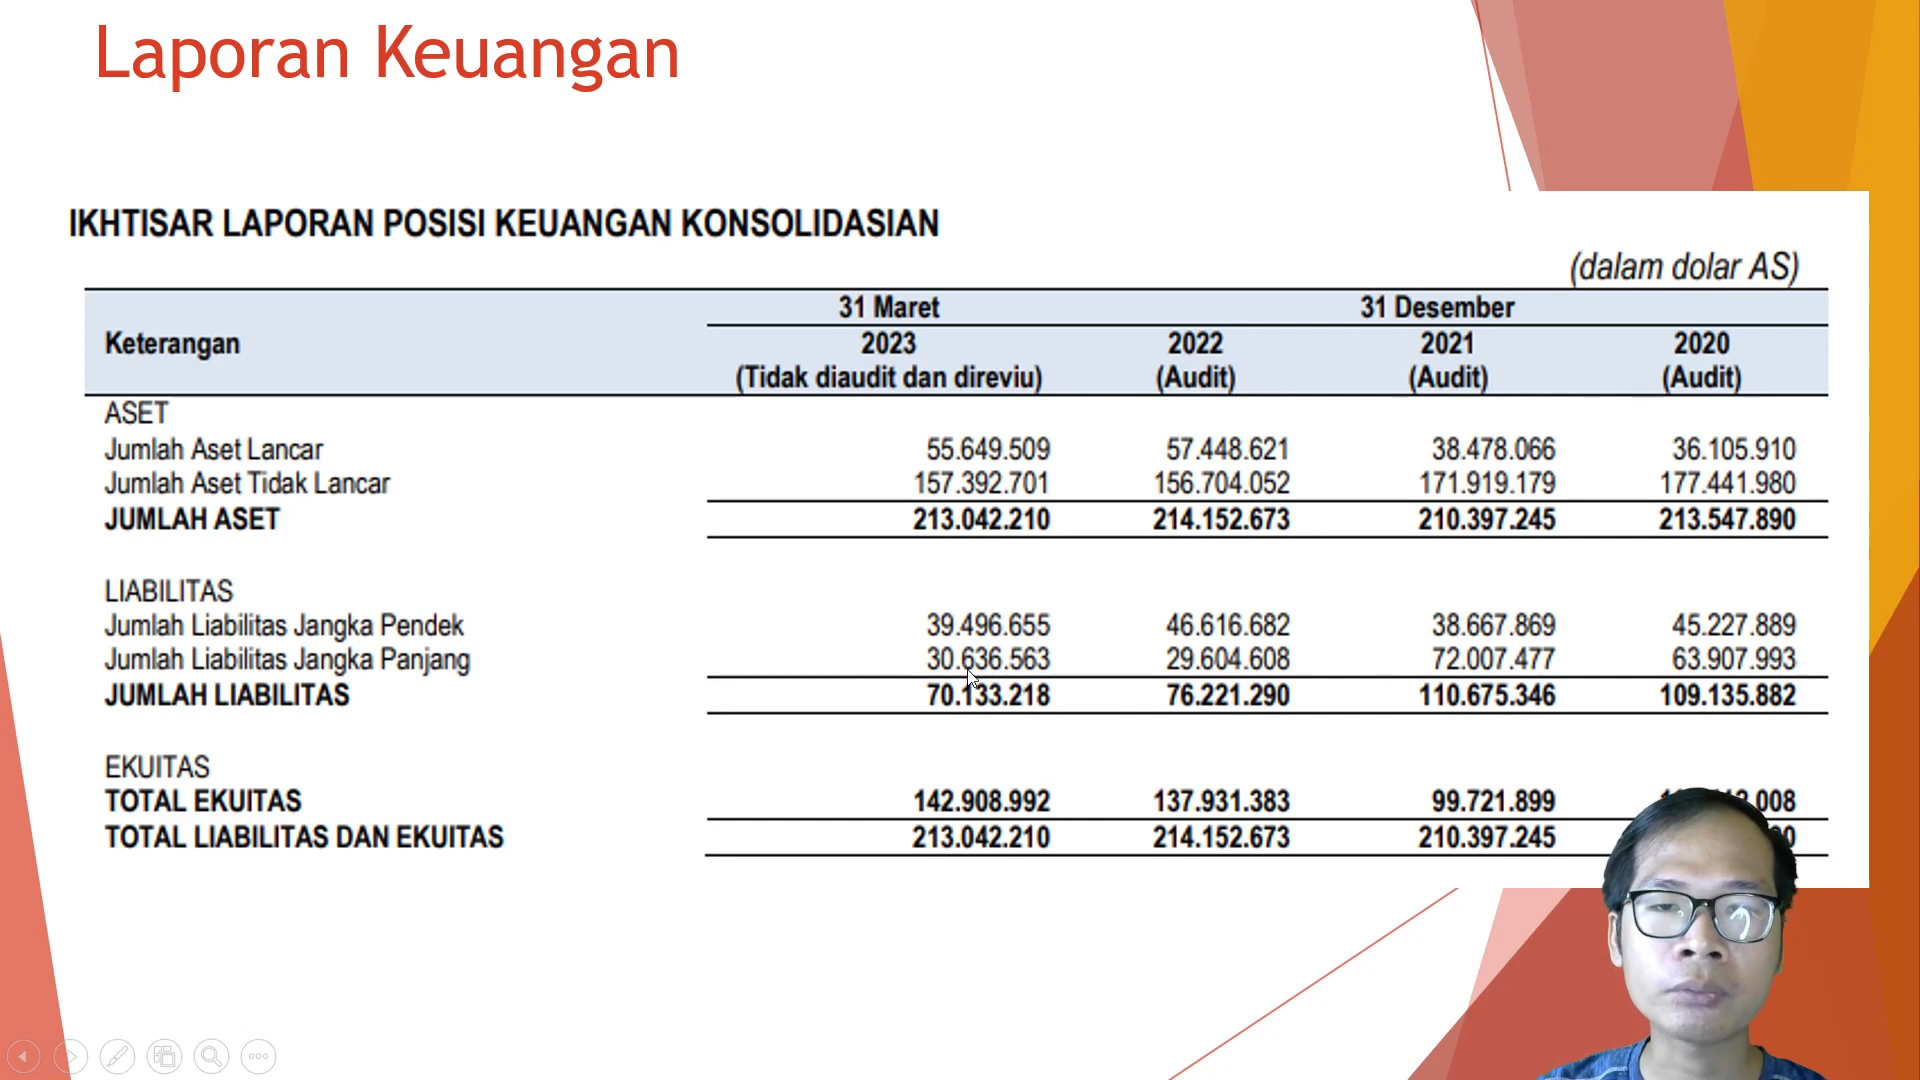 Laporan Keuangan
IKHTISAR LAPORAN POSISI KEUANGAN KONSOLIDASIAN
(dalam dolar AS)
31 Maret 31 Desember
Keterangan 2023 2022 2021 2020
(Tidak diaudit dan direviu) (Audit) (Audit) (Audit)
ASET
Jumlah Aset Lancar 55.649.509 57.448.621 38.478.066 36.105.910
Jumlah Aset Tidak Lancar 157.392.701 156.704.052 171.919.179 177.441.980
JUMLAH ASET 213.042.210 214.152.673 210.397.245 213.547.890
LIABILITAS
Jumlah Liabilitas Jangka Pendek 39.496.655 46.616.682 38.667.869 45.227.889
Jumlah Liabilitas Jangka Panjang 30.636.563 29.604.608 72.007.477 63.907.993
JUMLAH LIABILITAS 70.133.218 76.221.290 110.675.346 109.135.882
EKUITAS
TOTAL EKUITAS 142.908.992 137.931.383 99.721.899
TOTAL LIABILITAS DAN EKUITAS 213.042.210 214.152.673 210.397.245